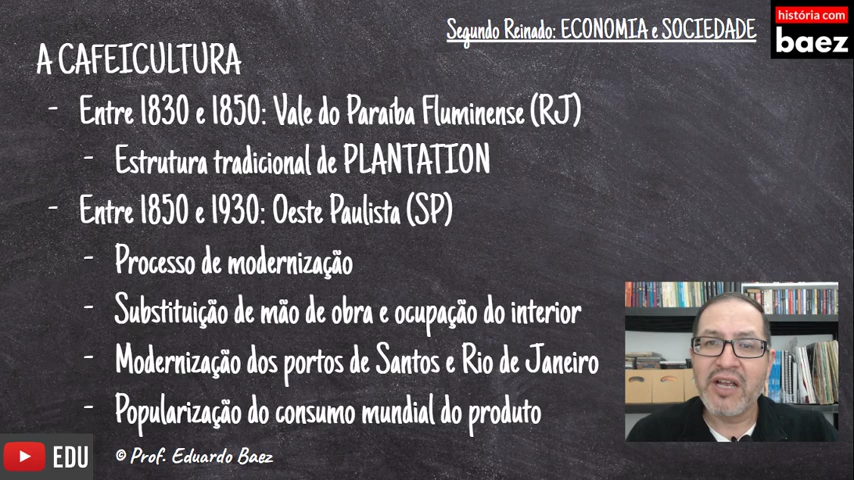 Segundo Reinado: ECONOMIA e SOCIEDADE
história com
baez
A CAFEICULTURA
- Entre 1830 e 1850: Vale do Paraíba Fluminense (RJ)
- Estrutura tradicional de PLANTATION
- Entre 1850 e 1930: Oeste Paulista (SP)
- Processo de modernização
- Substituição de mão de obra e ocupação do interior
- Modernização dos portos de Santos e Rio de Janeiro
- Popularização do consumo mundial do produto
EDU
© Prof. Eduardo Baez